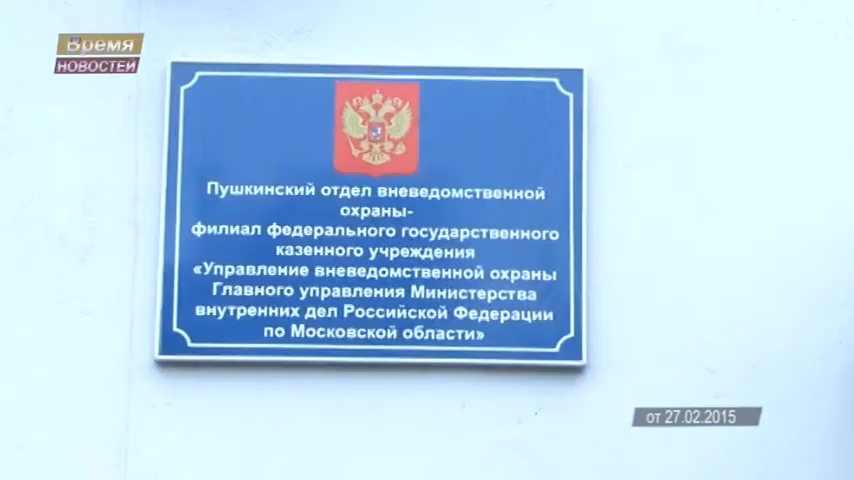 Время
НОВОСТЕЙ
Пушкинский отдел вневедомственной
охраны-
филиал федерального государственного
казенного учреждения
«Управление вневедомственной охраны
Главного управления Министерства
внутренних дел Российской Федерации
по Московской области»
от 27.02.2015